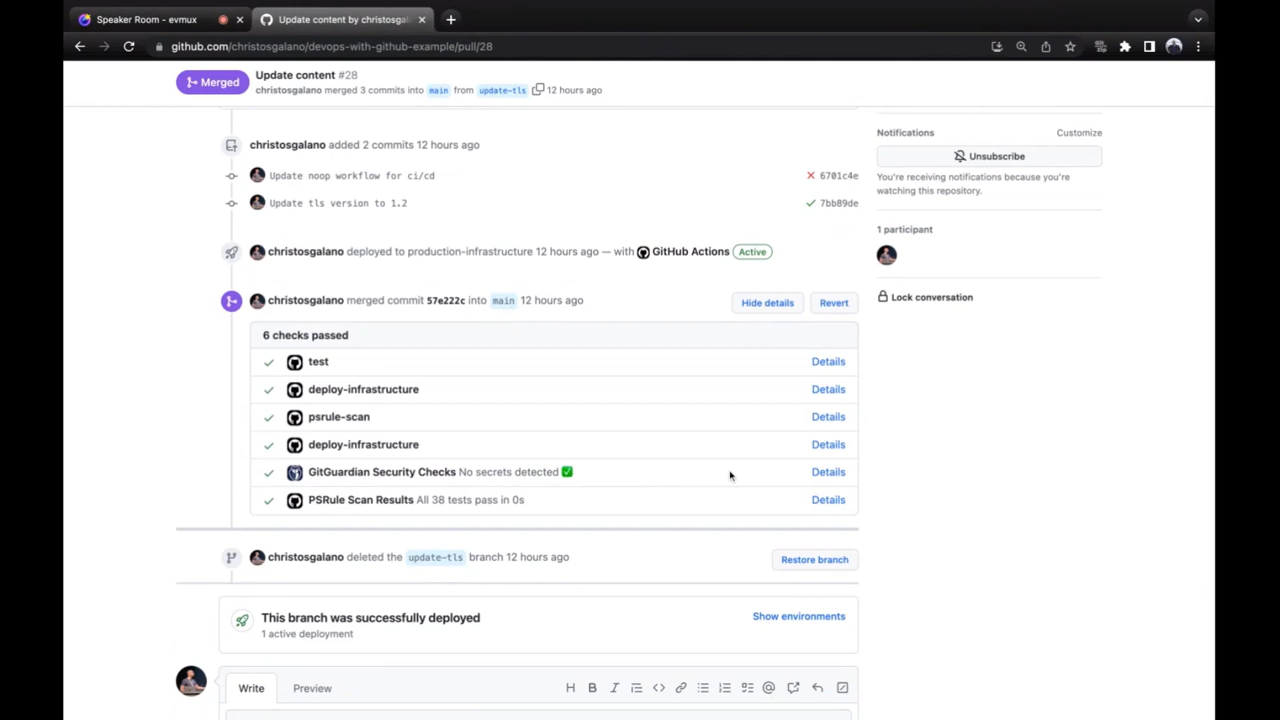 Speaker Room - evmux
Update content by christosgala
github.com/christosgalano/devops-with-github-example/pull/28
Merged
Update content #28
christosgalano merged 3 commits into main from update-tls 12 hours ago
christosgalano added 2 commits 12 hours ago
Update noop workflow for ci/cd 6701c4e
Update tls version to 1.2 7bb89de
christosgalano deployed to production-infrastructure 12 hours ago — with GitHub Actions Active
christosgalano merged commit 57e222c into main 12 hours ago
Hide details
Revert
6 checks passed
test Details
deploy-infrastructure Details
psrule-scan Details
deploy-infrastructure Details
GitGuardian Security Checks No secrets detected ✅ Details
PSRule Scan Results All 38 tests pass in 0s Details
christosgalano deleted the update-tls branch 12 hours ago
Restore branch
This branch was successfully deployed
1 active deployment
Show environments
Write Preview
Notifications Customize
Unsubscribe
You're receiving notifications because you're
watching this repository.
1 participant
Lock conversation